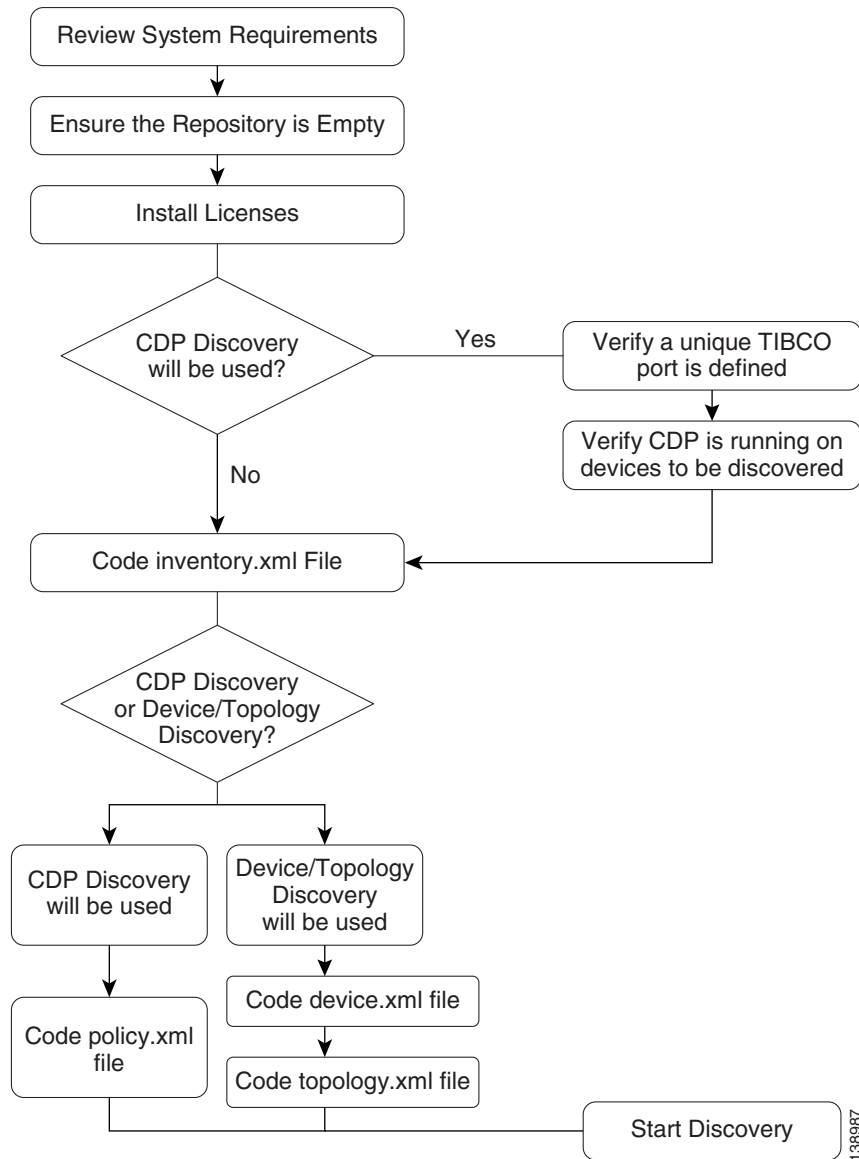 Review System Requirements
Ensure the Repository is Empty
Install Licenses
CDP Discovery
will be used?
Yes
Verify a unique TIBCO
port is defined
Verify CDP is running on
devices to be discovered
No
Code inventory.xml File
CDP Discovery
or Device/Topology
Discovery?
CDP Discovery
will be used
Device/Topology
Discovery
will be used
Code device.xml file
Code policy.xml
file
Code topology.xml file
Start Discovery
138987